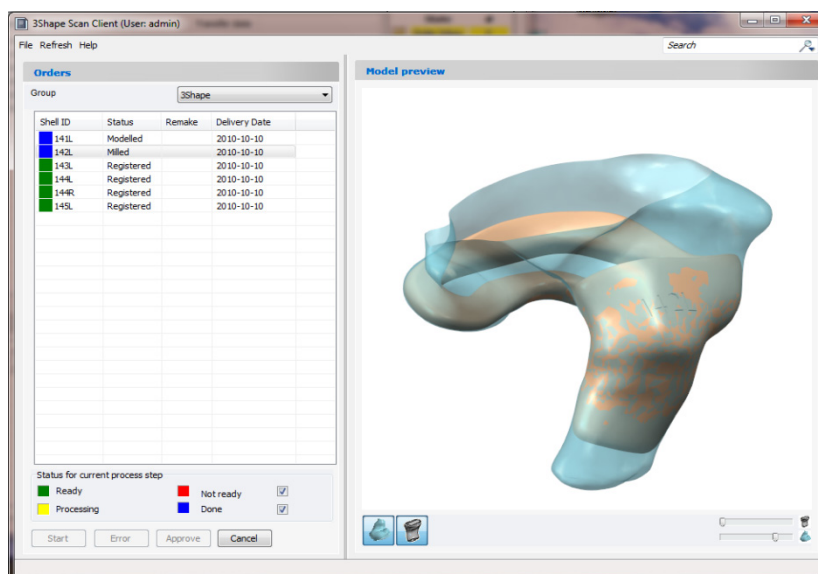 3Shape Scan Client (User: admin)
File Refresh Help
Search
Orders
Group
3Shape
Shell ID Status Remake Delivery Date
141L Modelled 2010-10-10
142L Milled 2010-10-10
143L Registered 2010-10-10
144L Registered 2010-10-10
144R Registered 2010-10-10
145L Registered 2010-10-10
Status for current process step
Ready Not ready
Processing Done
Start Error Approve Cancel
Model preview
142L